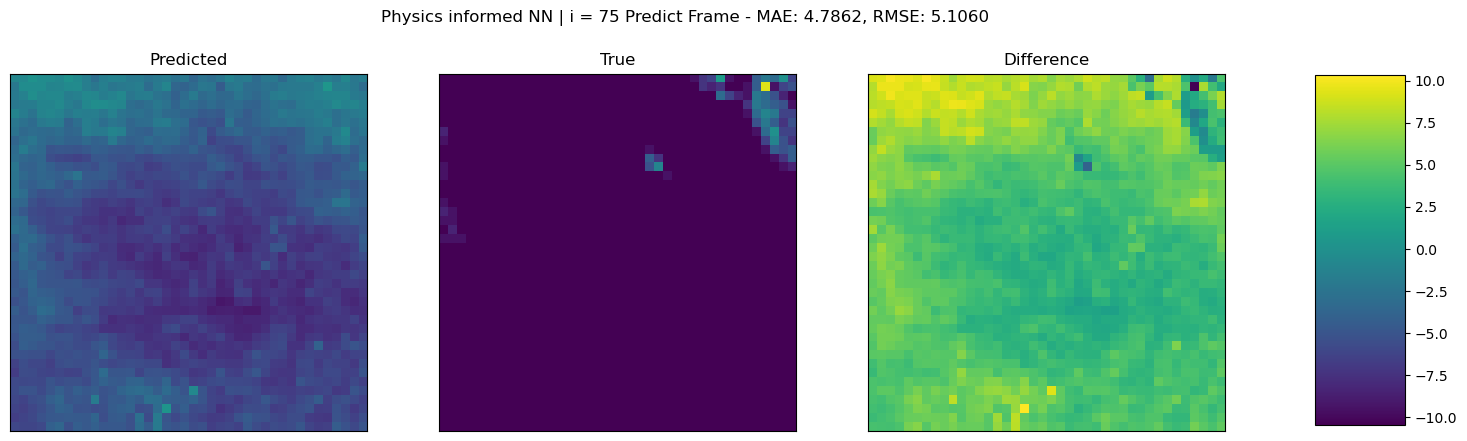 Physics informed NN | i = 75 Predict Frame - MAE: 4.7862, RMSE: 5.1060
Predicted
True
Difference
10.0
7.5
5.0
2.5
0.0
−2.5
−5.0
−7.5
−10.0